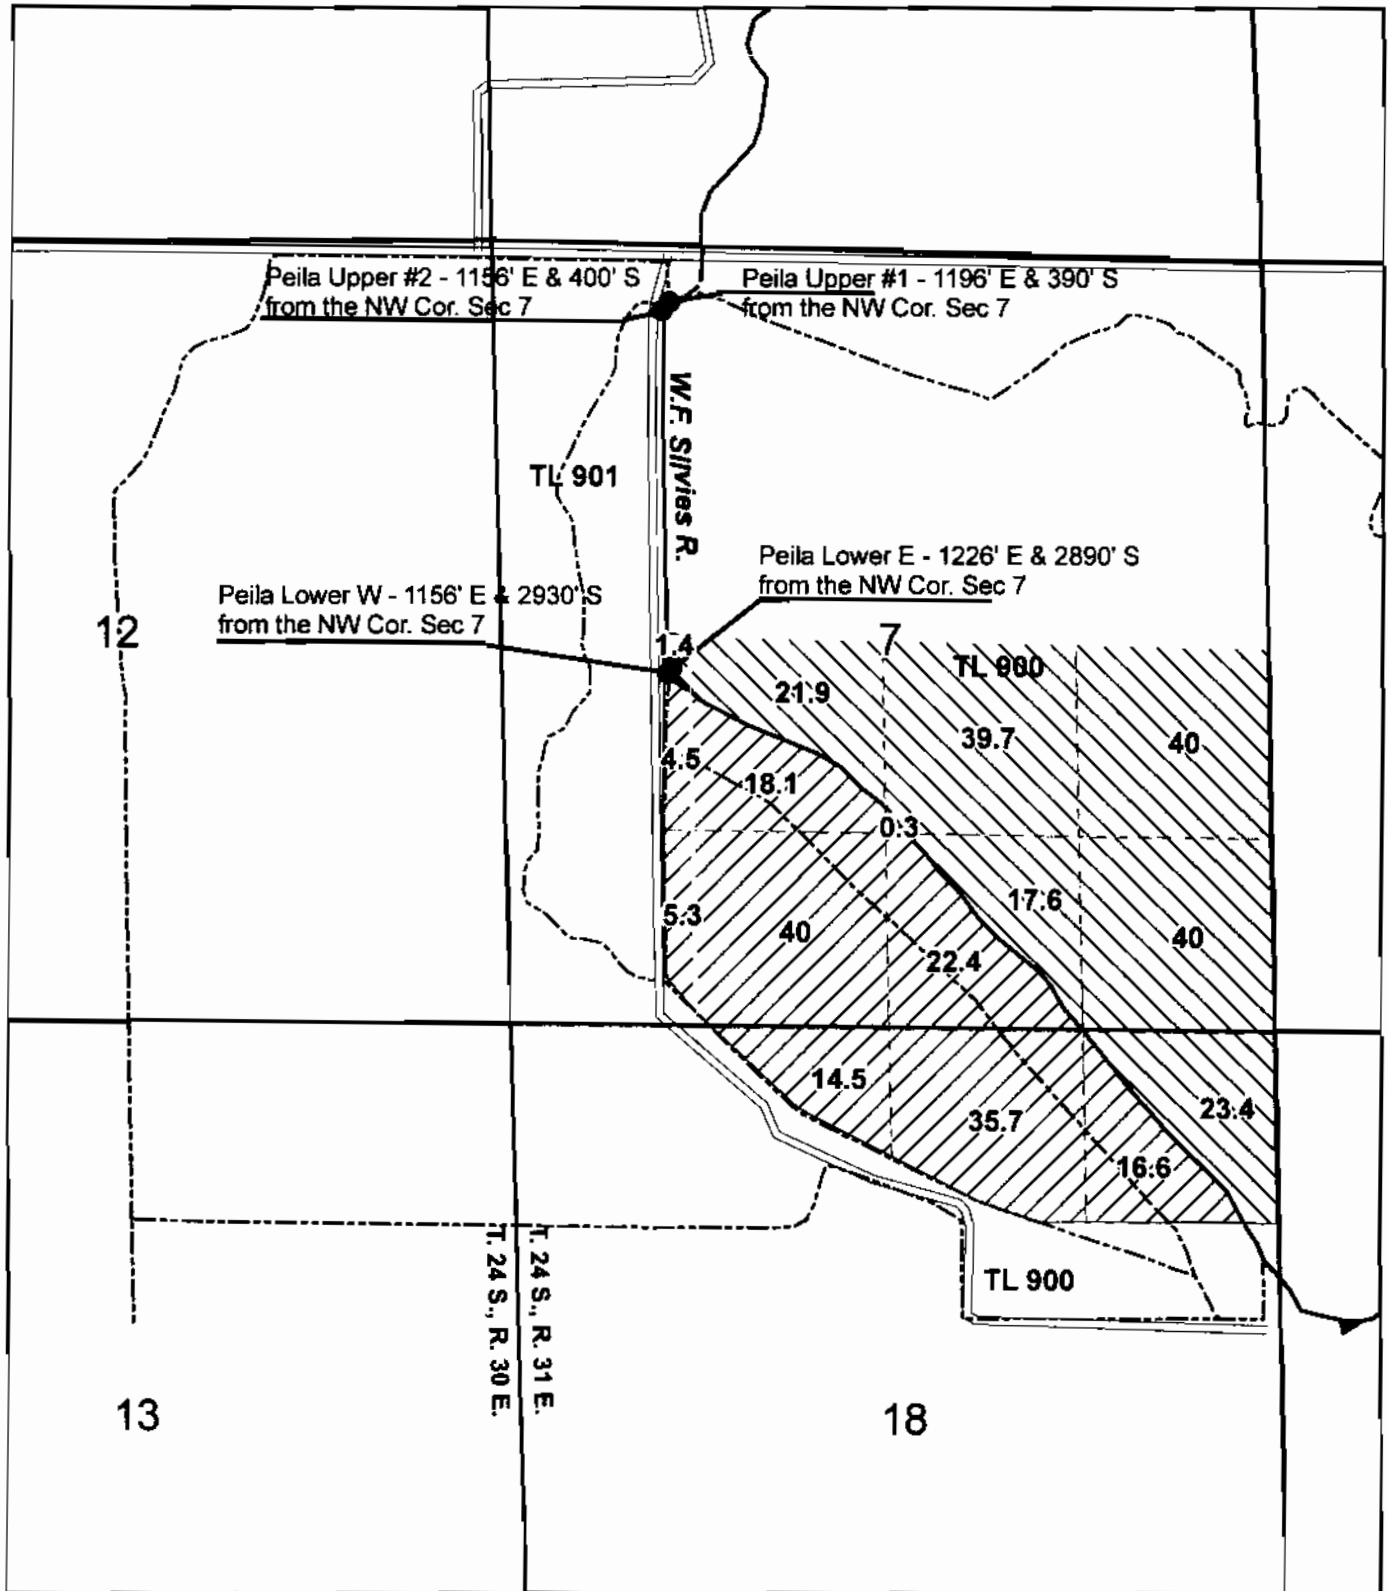 Peila Upper #2 - 1156' E & 400' S
from the NW Cor. Sec 7
Peila Upper #1 - 1196' E & 390' S
from the NW Cor. Sec 7
W.F. Silvies R.
TL 901
Peila Lower E - 1226' E & 2890' S
from the NW Cor. Sec 7
Peila Lower W - 1156' E & 2930' S
from the NW Cor. Sec 7
12
7
1.4
TL 900
21.9
39.7
40
4.5
18.1
0.3
17.6
5.3
40
40
22.4
14.5
35.7
23.4
16.6
T. 24 S., R. 30 E.
T. 24 S., R. 31 E.
TL 900
13
18